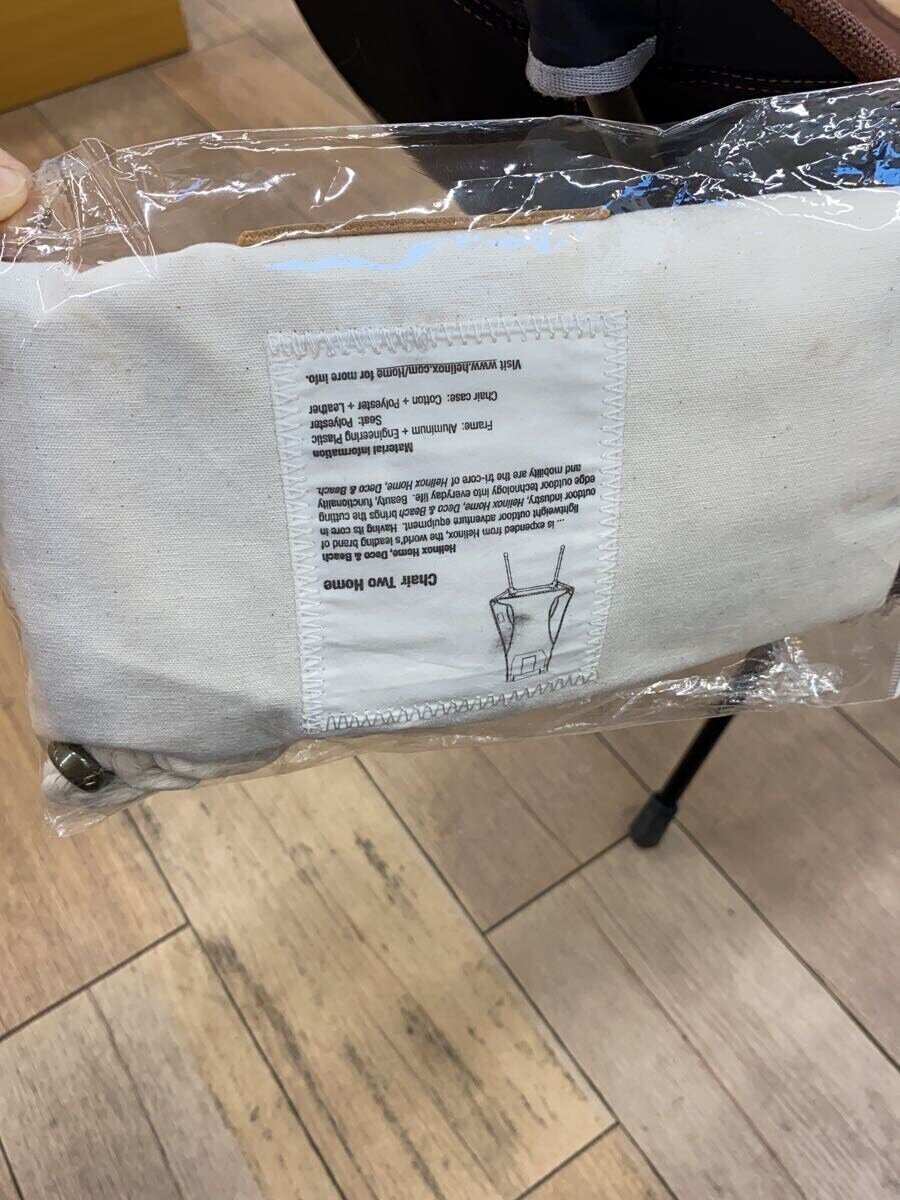 Chair Two Home
Helinox Home, Deco & Beach
... is expended from Helinox, the world's leading brand of
lightweight outdoor adventure equipment. Having its core in
outdoor industry, Helinox Home, Deco & Beach brings the cutting
edge outdoor technology into everyday life. Beauty, functionality
and mobility are the tri-core of Helinox Home, Deco & Beach.
Material Information
Frame: Aluminum + Engineering Plastic
Seat: Polyester
Chair case: Cotton + Polyester + Leather
Visit www.helinox.com/Home for more info.